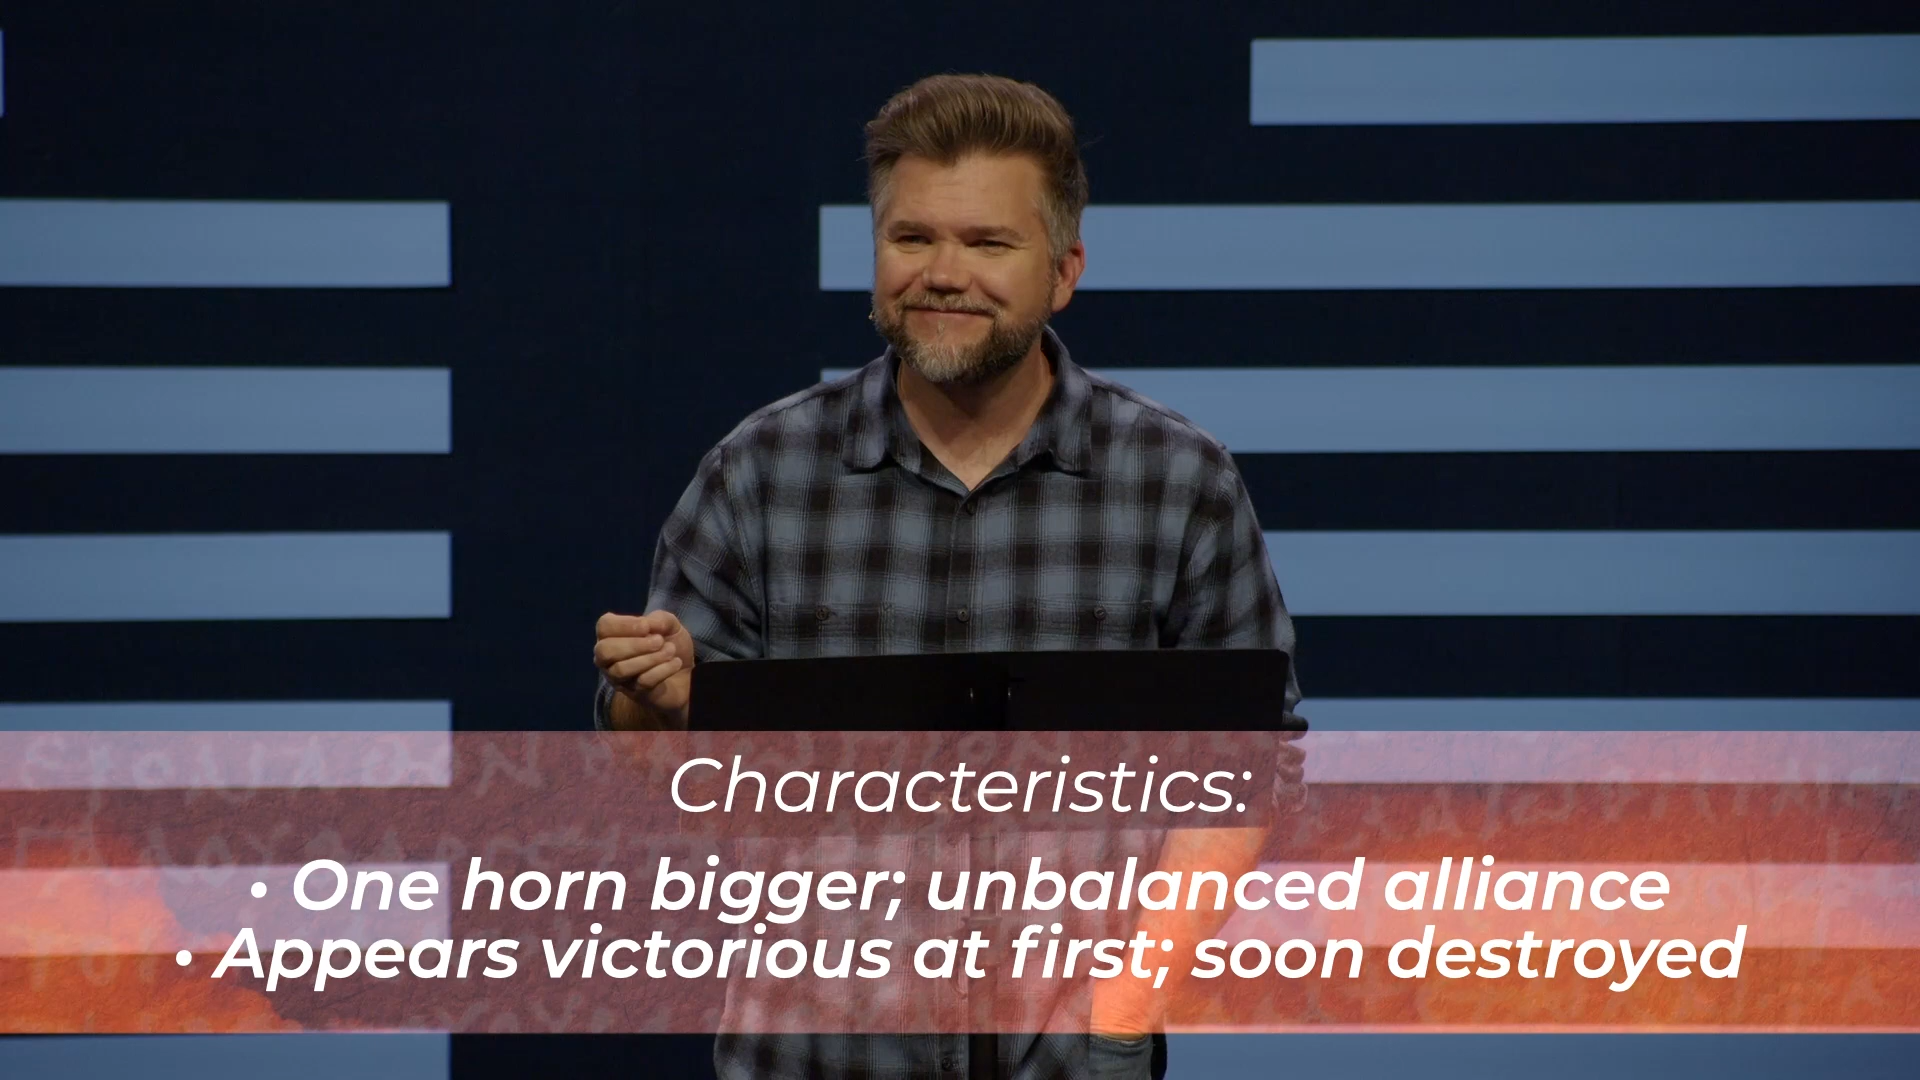 Characteristics:
• One horn bigger; unbalanced alliance
• Appears victorious at first; soon destroyed